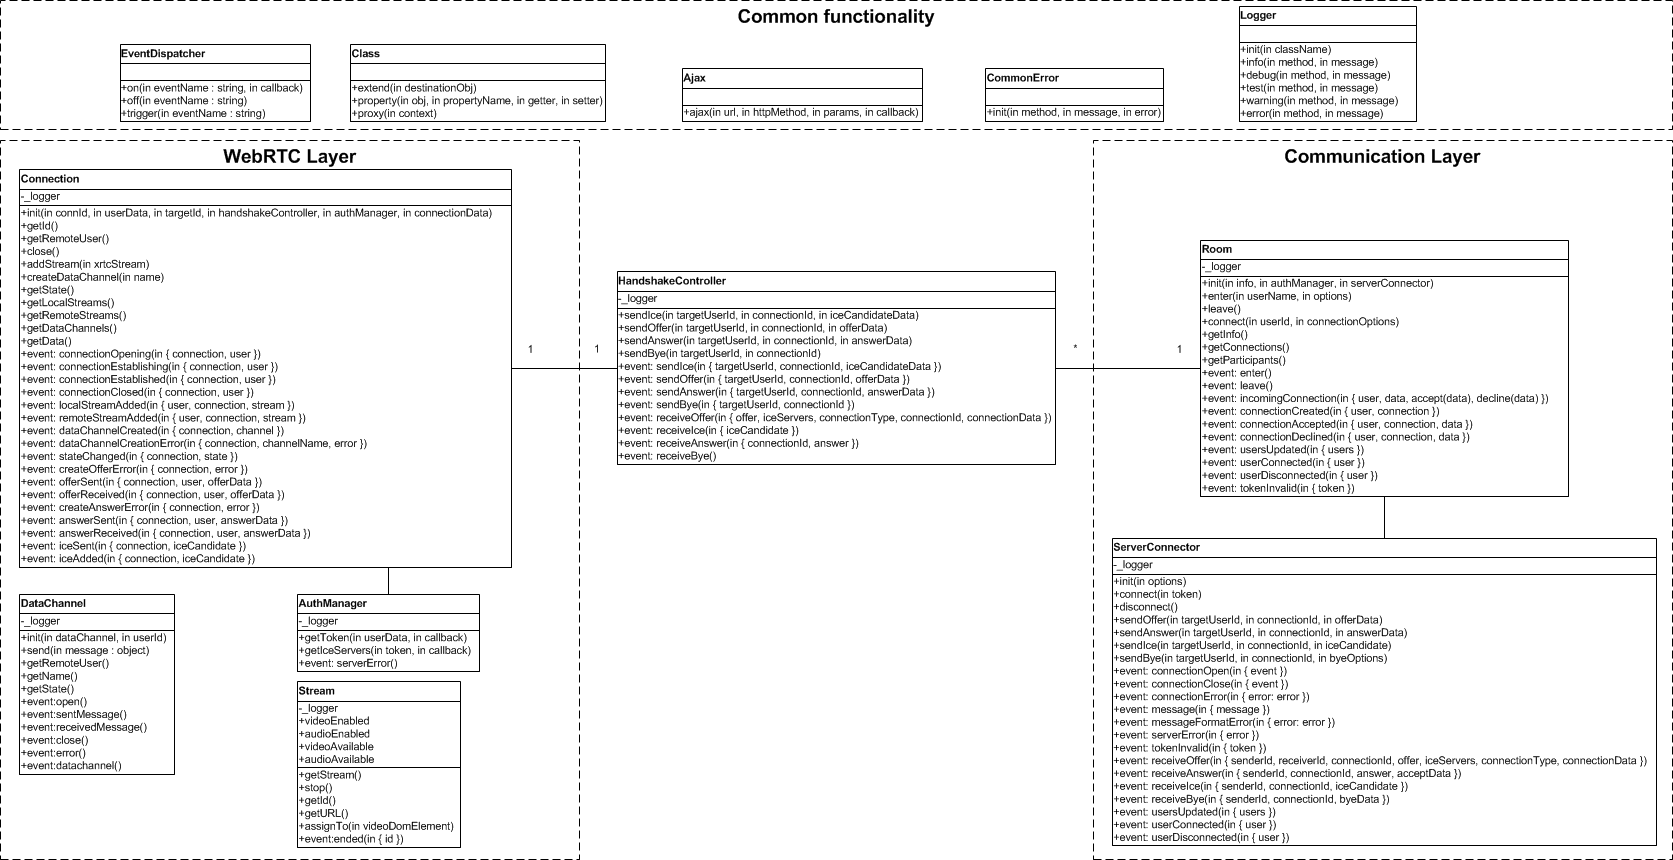 Common functionality
EventDispatcher
+on(in eventName : string, in callback)
+off(in eventName : string)
+trigger(in eventName : string)
Class
+extend(in destinationObj)
+property(in obj, in propertyName, in getter, in setter)
+proxy(in context)
Ajax
+ajax(in url, in httpMethod, in params, in callback)
CommonError
+init(in method, in message, in error)
Logger
+init(in className)
+info(in method, in message)
+debug(in method, in message)
+test(in method, in message)
+warning(in method, in message)
+error(in method, in message)
WebRTC Layer
Connection
-_logger
+init(in connId, in userData, in targetId, in handshakeController, in authManager, in connectionData)
+getId()
+getRemoteUser()
+close()
+addStream(in xrtcStream)
+createDataChannel(in name)
+getState()
+getLocalStreams()
+getRemoteStreams()
+getDataChannels()
+getData()
+event: connectionOpening(in { connection, user })
+event: connectionEstablishing(in { connection, user })
+event: connectionEstablished(in { connection, user })
+event: connectionClosed(in { connection, user })
+event: localStreamAdded(in { user, connection, stream })
+event: remoteStreamAdded(in { user, connection, stream })
+event: dataChannelCreated(in { connection, channel })
+event: dataChannelCreationError(in { connection, channelName, error })
+event: stateChanged(in { connection, state })
+event: createOfferError(in { connection, error })
+event: offerSent(in { connection, user, offerData })
+event: offerReceived(in { connection, user, offerData })
+event: createAnswerError(in { connection, error })
+event: answerSent(in { connection, user, answerData })
+event: answerReceived(in { connection, user, answerData })
+event: iceSent(in { connection, iceCandidate })
+event: iceAdded(in { connection, iceCandidate })
DataChannel
-_logger
+init(in dataChannel, in userId)
+send(in message : object)
+getRemoteUser()
+getName()
+getState()
+event:open()
+event:sentMessage()
+event:receivedMessage()
+event:close()
+event:error()
+event:datachannel()
AuthManager
-_logger
+getToken(in userData, in callback)
+getIceServers(in token, in callback)
+event: serverError()
Stream
-_logger
+videoEnabled
+audioEnabled
+videoAvailable
+audioAvailable
+getStream()
+stop()
+getId()
+getURL()
+assignTo(in videoDomElement)
+event:ended(in { id })
1
1
HandshakeController
-_logger
+sendIce(in targetUserId, in connectionId, in iceCandidateData)
+sendOffer(in targetUserId, in connectionId, in offerData)
+sendAnswer(in targetUserId, in connectionId, in answerData)
+sendBye(in targetUserId, in connectionId)
+event: sendIce(in { targetUserId, connectionId, iceCandidateData })
+event: sendOffer(in { targetUserId, connectionId, offerData })
+event: sendAnswer(in { targetUserId, connectionId, answerData })
+event: sendBye(in { targetUserId, connectionId })
+event: receiveOffer(in { offer, iceServers, connectionType, connectionId, connectionData })
+event: receiveIce(in { iceCandidate })
+event: receiveAnswer(in { connectionId, answer })
+event: receiveBye()
*
1
Communication Layer
Room
-_logger
+init(in info, in authManager, in serverConnector)
+enter(in userName, in options)
+leave()
+connect(in userId, in connectionOptions)
+getInfo()
+getConnections()
+getParticipants()
+event: enter()
+event: leave()
+event: incomingConnection(in { user, data, accept(data), decline(data) })
+event: connectionCreated(in { user, connection })
+event: connectionAccepted(in { user, connection, data })
+event: connectionDeclined(in { user, connection, data })
+event: usersUpdated(in { users })
+event: userConnected(in { user })
+event: userDisconnected(in { user })
+event: tokenInvalid(in { token })
ServerConnector
-_logger
+init(in options)
+connect(in token)
+disconnect()
+sendOffer(in targetUserId, in connectionId, in offerData)
+sendAnswer(in targetUserId, in connectionId, in answerData)
+sendIce(in targetUserId, in connectionId, in iceCandidate)
+sendBye(in targetUserId, in connectionId, in byeOptions)
+event: connectionOpen(in { event })
+event: connectionClose(in { event })
+event: connectionError(in { error: error })
+event: message(in { message })
+event: messageFormatError(in { error: error })
+event: serverError(in { error })
+event: tokenInvalid(in { token })
+event: receiveOffer(in { senderId, receiverId, connectionId, offer, iceServers, connectionType, connectionData })
+event: receiveAnswer(in { senderId, connectionId, answer, acceptData })
+event: receiveIce(in { senderId, connectionId, iceCandidate })
+event: receiveBye(in { senderId, connectionId, byeData })
+event: usersUpdated(in { users })
+event: userConnected(in { user })
+event: userDisconnected(in { user })